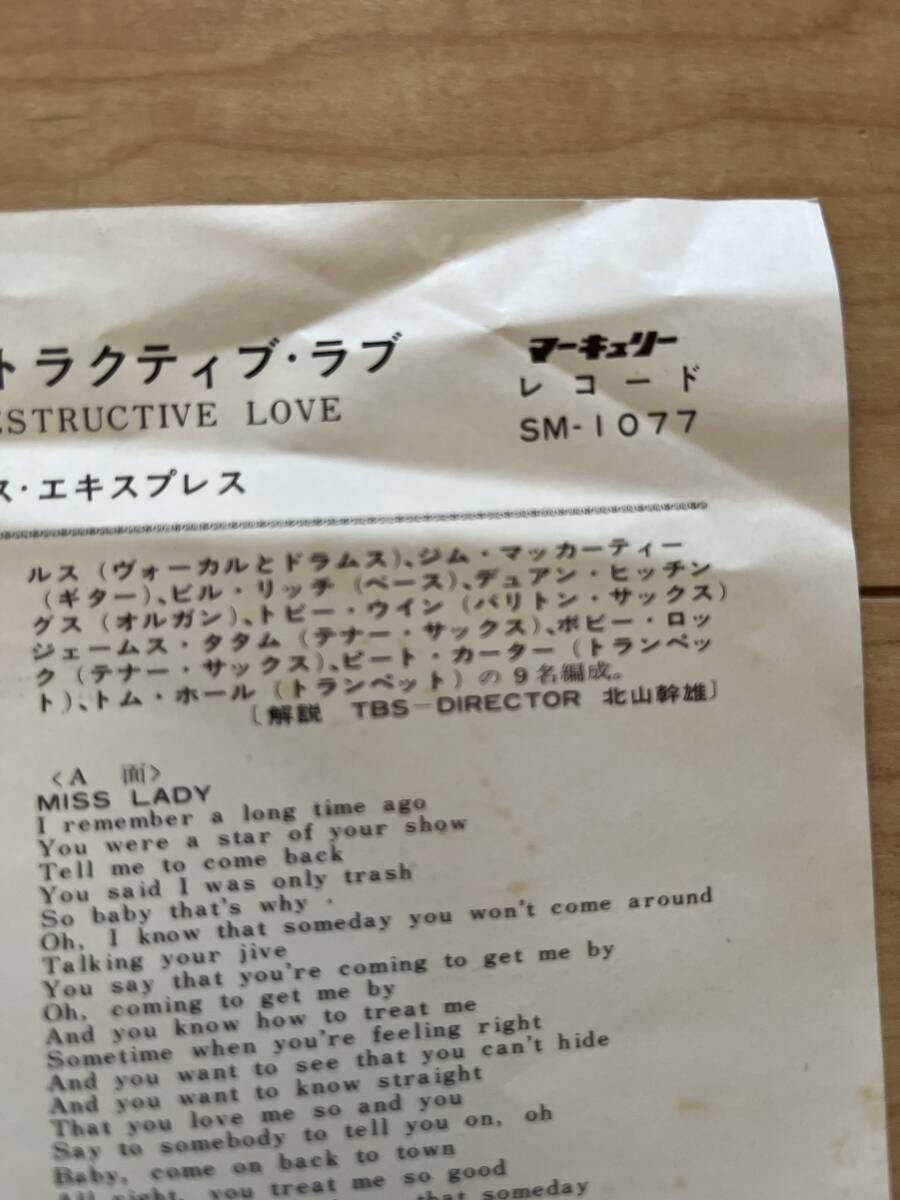 トラクティブ・ラブ
ESTRUCTIVE LOVE
ス・エキスプレス
マーキュリー
レコード
SM-1077
ルス (ヴォーカルとドラムス)、ジム・マッカーティー
(ギター)、ビル・リッチ (ベース)、デュアン・ヒッチン
グス (オルガン)、トビー・ウイン (バリトン・サックス)
ジェームス・タタム (テナー・サックス)、ボビー・ロッ
ク (テナー・サックス)、ピート・カーター (トランペッ
ト)、トム・ホール (トランペット) の 9名編成。
〔解説 TBS-DIRECTOR 北山幹雄〕
〈A 面〉
MISS LADY
I remember a long time ago
You were a star of your show
Tell me to come back
You said I was only trash
So baby that's why
Oh, I know that someday you won't come around
Talking your jive
You say that you're coming to get me by
Oh, coming to get me by
And you know how to treat me
Sometime when you're feeling right
And you want to see that you can't hide
And you want to know straight
That you love me so and you
Say to somebody to tell you on, oh
Baby, come on back to town
All right, you treat me so good
that someday